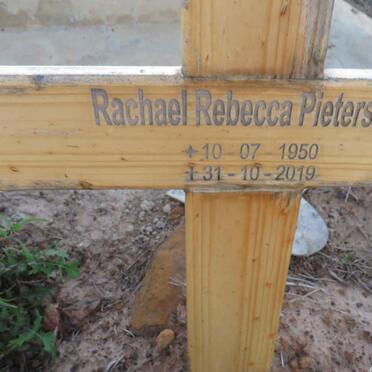 Rachael Rebecca Pieters
+ 10 - 07 - 1950
+ 31 - 10 - 2019